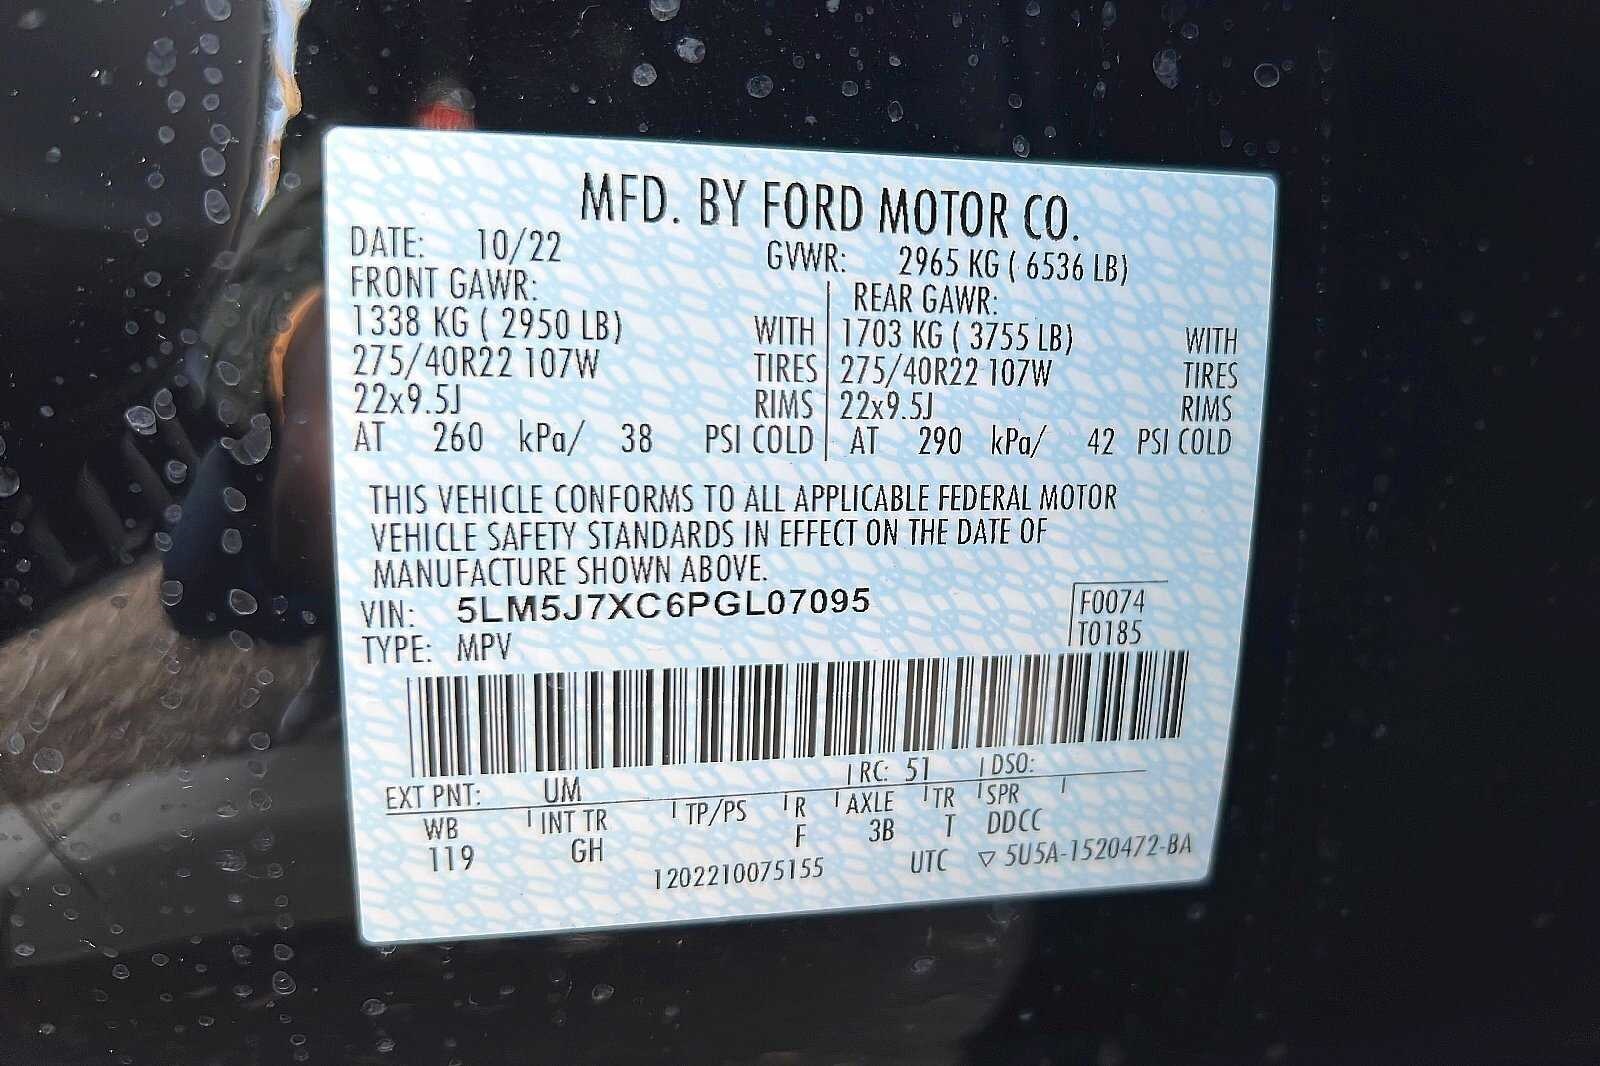 MFD. BY FORD MOTOR CO.
DATE: 10/22 GVWR: 2965 KG ( 6536 LB)
FRONT GAWR: REAR GAWR:
1338 KG ( 2950 LB) WITH 1703 KG ( 3755 LB) WITH
275/40R22 107W TIRES 275/40R22 107W TIRES
22x9.5J RIMS 22x9.5J RIMS
AT 260 kPa/ 38 PSI COLD AT 290 kPa/ 42 PSI COLD
THIS VEHICLE CONFORMS TO ALL APPLICABLE FEDERAL MOTOR
VEHICLE SAFETY STANDARDS IN EFFECT ON THE DATE OF
MANUFACTURE SHOWN ABOVE.
VIN: 5LM5J7XC6PGL07095 F0074
TYPE: MPV T0185
EXT PNT: UM RC: 51 DSO:
WB INT TR TP/PS R AXLE TR SPR
119 GH F 3B T DDCC
1202210075155 UTC ▽ 5U5A-1520472-BA